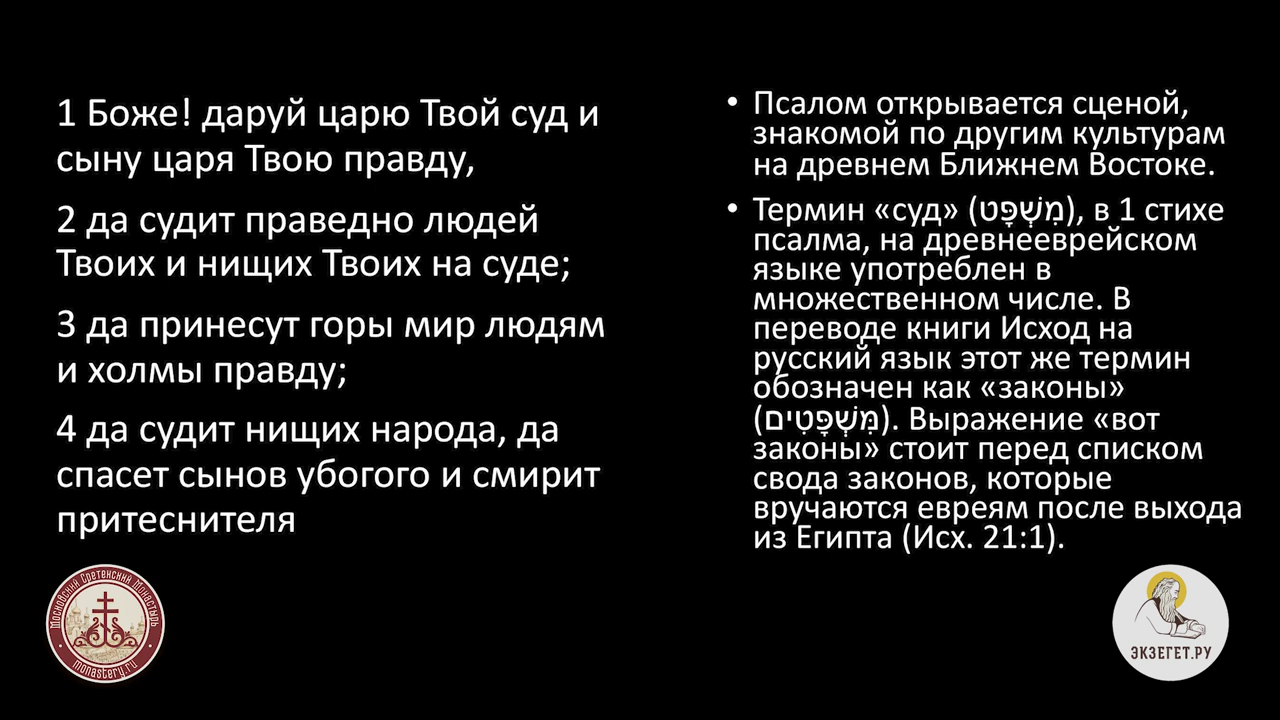 1 Боже! даруй царю Твой суд и
сыну царя Твою правду,
2 да судит праведно людей
Твоих и нищих Твоих на суде;
3 да принесут горы мир людям
и холмы правду;
4 да судит нищих народа, да
спасет сынов убогого и смирит
притеснителя
• Псалом открывается сценой,
знакомой по другим культурам
на древнем Ближнем Востоке.
• Термин «суд» (מִשְׁפָּט), в 1 стихе
псалма, на древнееврейском
языке употреблен в
множественном числе. В
переводе книги Исход на
русский язык этот же термин
обозначен как «законы»
(מִּשְׁפָּטִים). Выражение «вот
законы» стоит перед списком
свода законов, которые
вручаются евреям после выхода
из Египта (Исх. 21:1).
Московский Сретенский Монастырь
monastery.ru
ЭКЗЕГЕТ.РУ